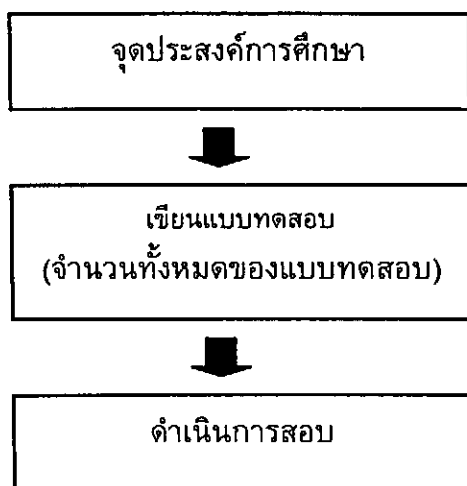 จุดประสงค์การศึกษา
เขียนแบบทดสอบ
(จำนวนทั้งหมดของแบบทดสอบ)
ดำเนินการสอบ